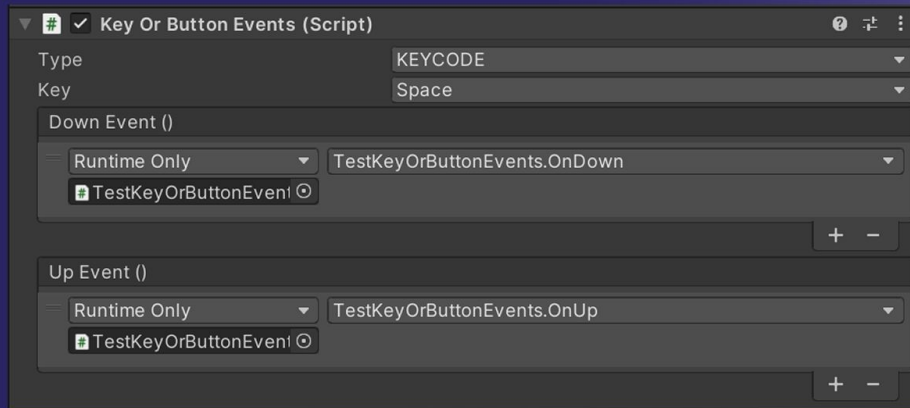 # Key Or Button Events (Script)
Type KEYCODE
Key Space
Down Event ()
Runtime Only TestKeyOrButtonEvents.OnDown
# TestKeyOrButtonEvent
+ −
Up Event ()
Runtime Only TestKeyOrButtonEvents.OnUp
# TestKeyOrButtonEvent
+ −